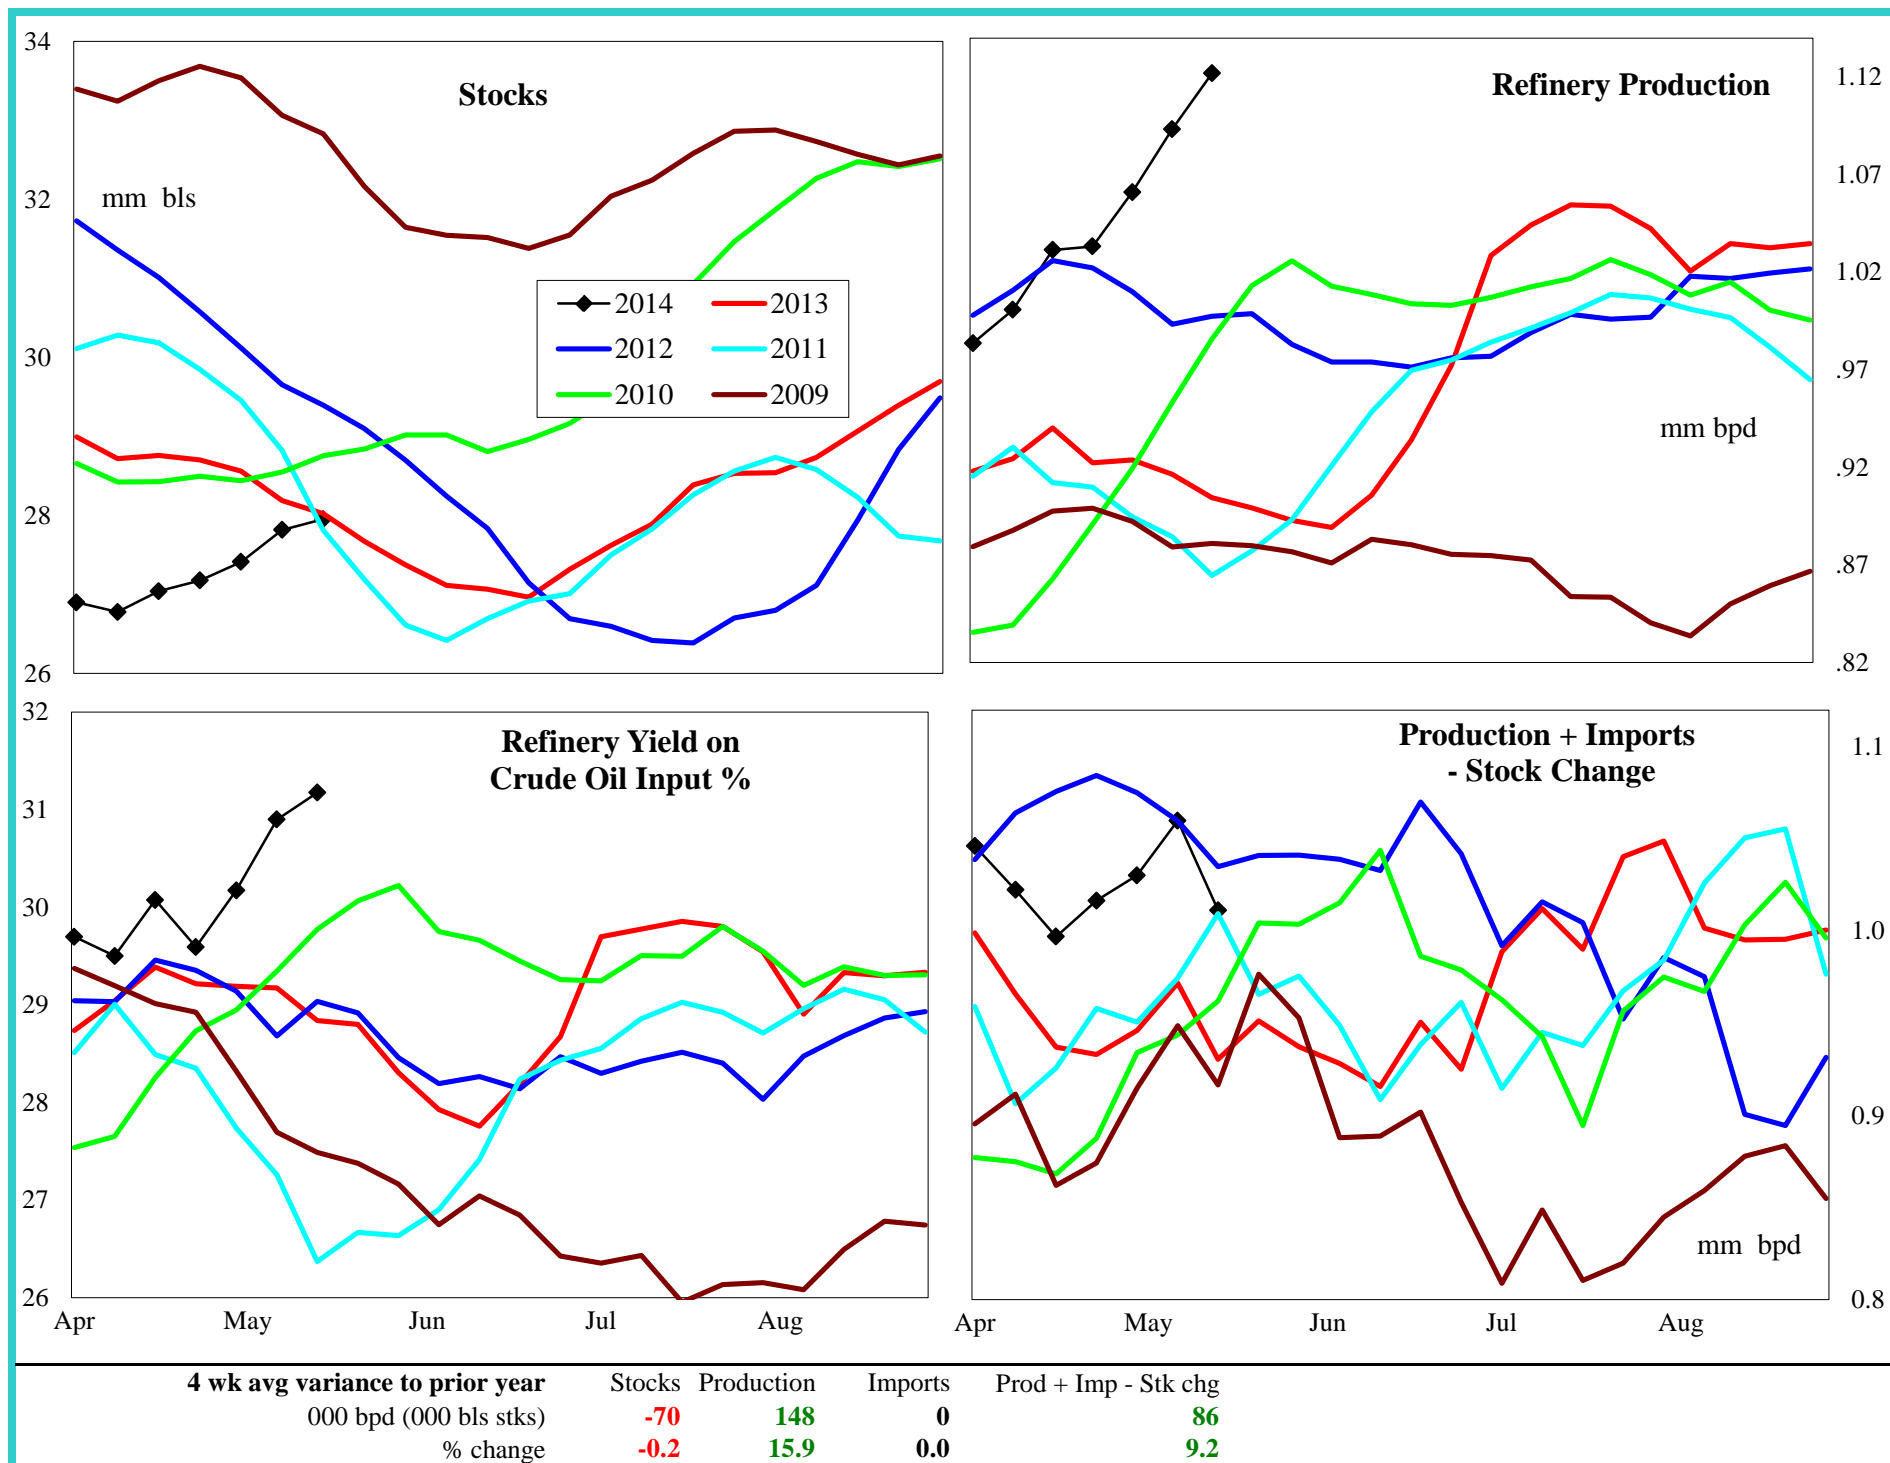 Stocks
mm bls
34
32
30
28
26
2014
2013
2012
2011
2010
2009
Refinery Production
mm bpd
1.12
1.07
1.02
.97
.92
.87
.82
Refinery Yield on
Crude Oil Input %
32
31
30
29
28
27
26
Apr May Jun Jul Aug
Production + Imports
- Stock Change
mm bpd
1.1
1.0
0.9
0.8
Apr May Jun Jul Aug
4 wk avg variance to prior year Stocks Production Imports Prod + Imp - Stk chg
000 bpd (000 bls stks) -70 148 0 86
% change -0.2 15.9 0.0 9.2